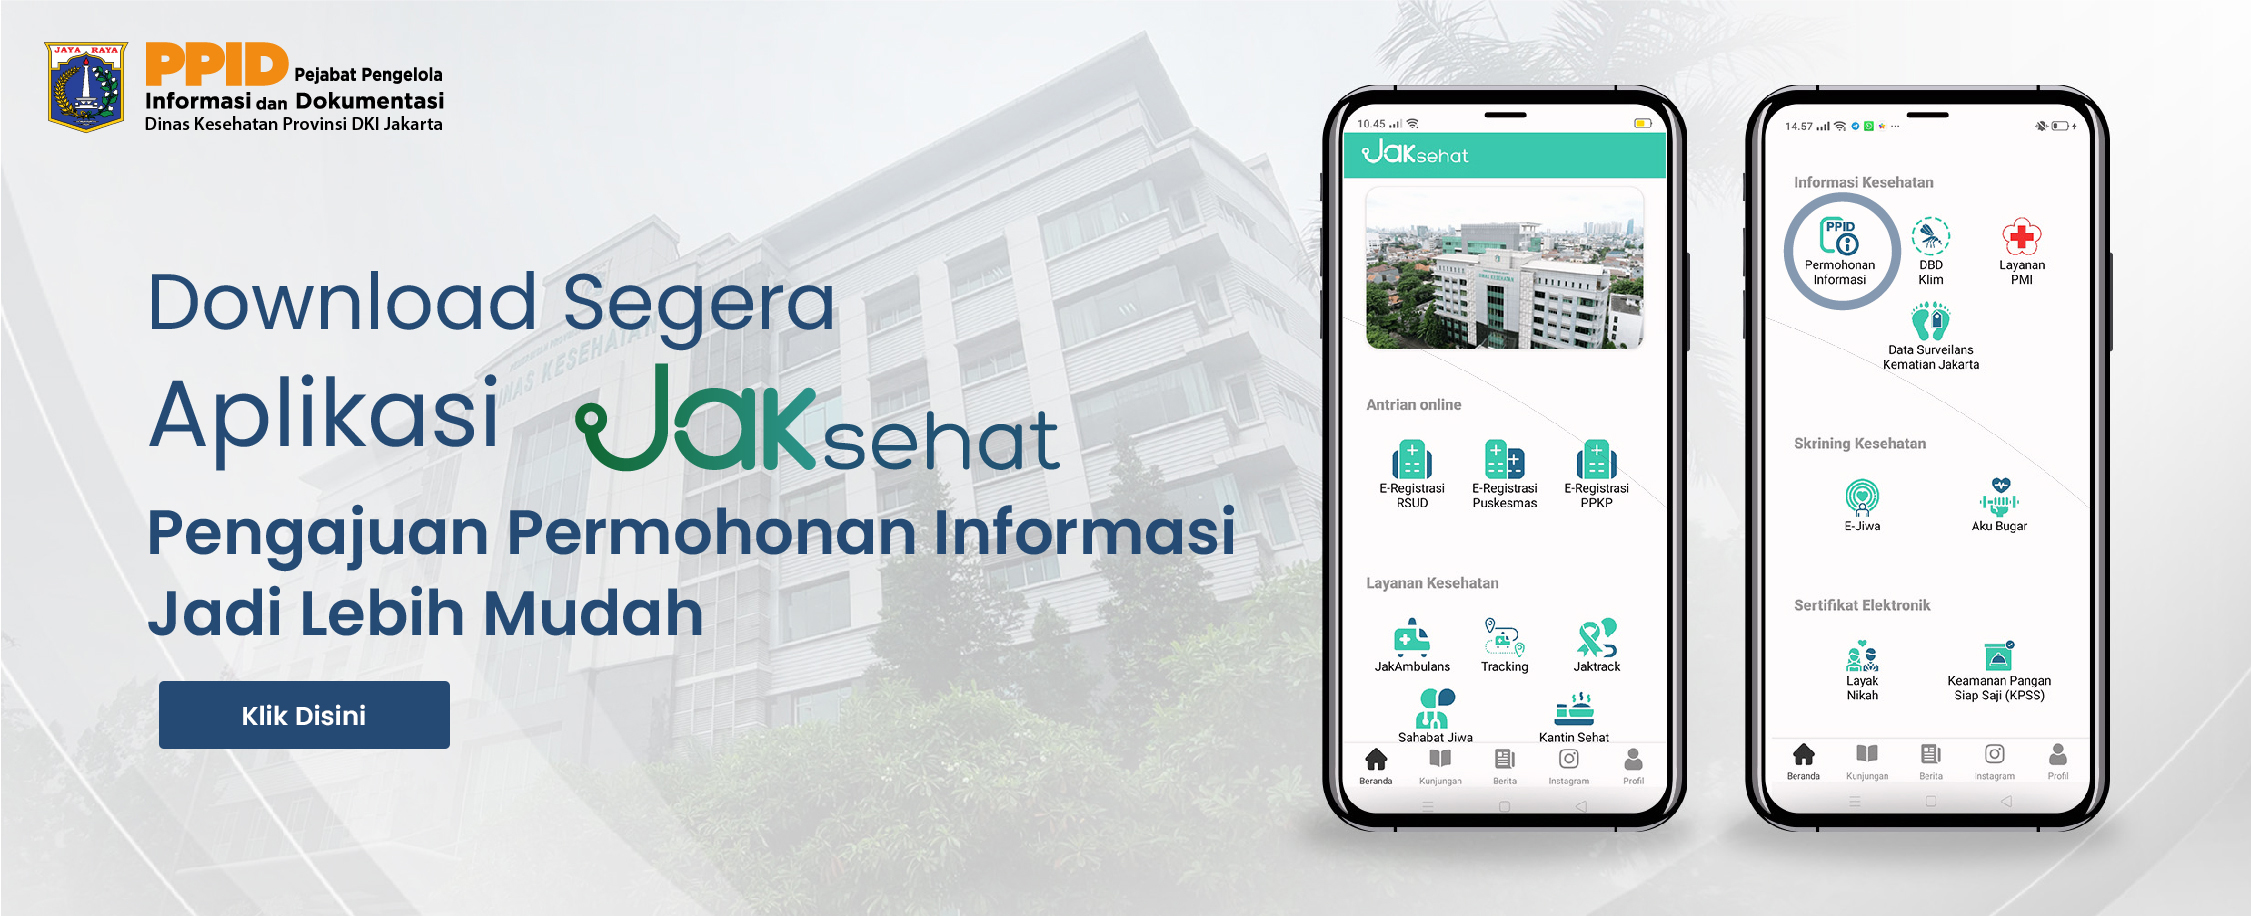 JAYA RAYA
PPID Pejabat Pengelola
Informasi dan Dokumentasi
Dinas Kesehatan Provinsi DKI Jakarta
Download Segera
Aplikasi Jaksehat
Pengajuan Permohonan Informasi
Jadi Lebih Mudah
Klik Disini
DINAS KESEHATAN
10.45
Jaksehat
Antrian online
E-Registrasi RSUD
E-Registrasi Puskesmas
E-Registrasi PPKP
Layanan Kesehatan
JakAmbulans
Tracking
Jaktrack
Sahabat Jiwa
Kantin Sehat
Beranda
Kunjungan
Berita
Instagram
Profil
14.57
Informasi Kesehatan
PPID
Permohonan Informasi
DBD Klim
Layanan PMI
Data Surveilans
Kematian Jakarta
Skrining Kesehatan
E-Jiwa
Aku Bugar
Sertifikat Elektronik
Layak Nikah
Keamanan Pangan
Siap Saji (KPSS)
Beranda
Kunjungan
Berita
Instagram
Profil